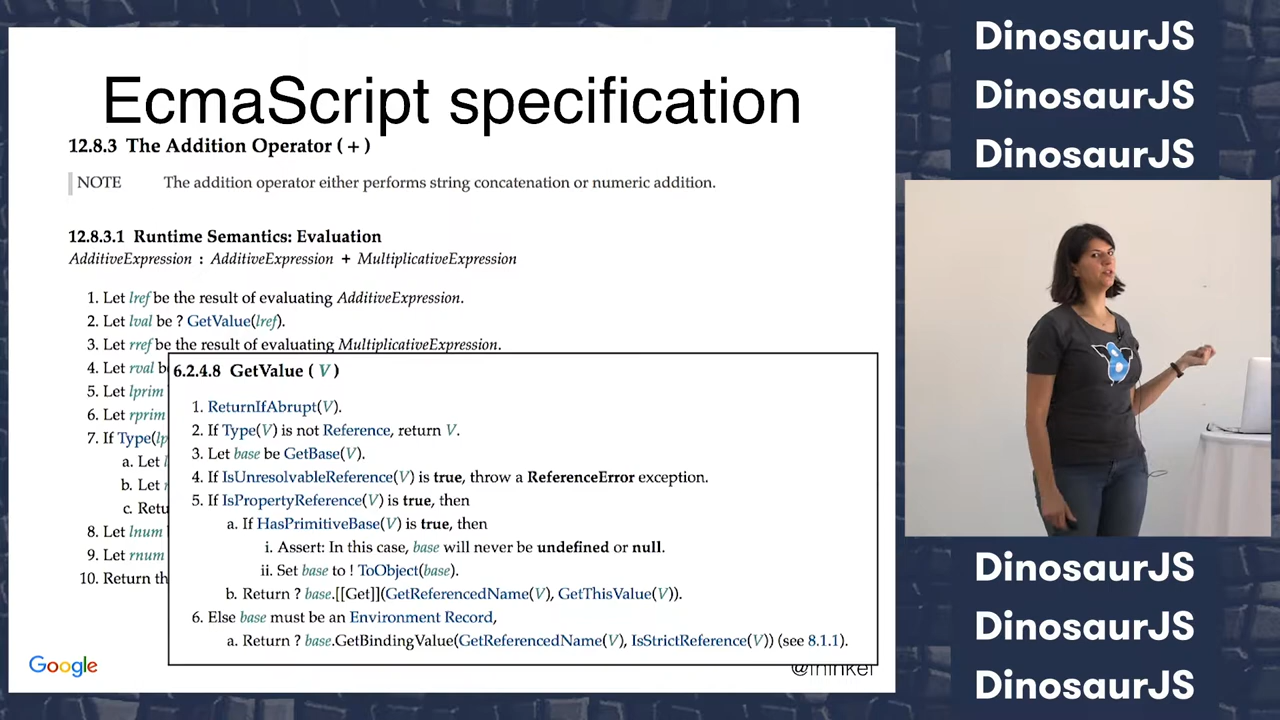 EcmaScript specification
12.8.3 The Addition Operator ( + )
NOTE The addition operator either performs string concatenation or numeric addition.
12.8.3.1 Runtime Semantics: Evaluation
AdditiveExpression : AdditiveExpression + MultiplicativeExpression
1. Let lref be the result of evaluating AdditiveExpression.
2. Let lval be ? GetValue(lref).
3. Let rref be the result of evaluating MultiplicativeExpression.
4. Let rval
5. Let lprim
6. Let rprim
7. If Type(
a. Let
b. Let
c.
8. Let lnum
9. Let rnum
10. Return
6.2.4.8 GetValue ( V )
1. ReturnIfAbrupt(V).
2. If Type(V) is not Reference, return V.
3. Let base be GetBase(V).
4. If IsUnresolvableReference(V) is true, throw a ReferenceError exception.
5. If IsPropertyReference(V) is true, then
a. If HasPrimitiveBase(V) is true, then
i. Assert: In this case, base will never be undefined or null.
ii. Set base to ! ToObject(base).
b. Return ? base.[[Get]](GetReferencedName(V), GetThisValue(V)).
6. Else base must be an Environment Record,
a. Return ? base.GetBindingValue(GetReferencedName(V), IsStrictReference(V)) (see 8.1.1).
Google
DinosaurJS
DinosaurJS
DinosaurJS
DinosaurJS
DinosaurJS
DinosaurJS